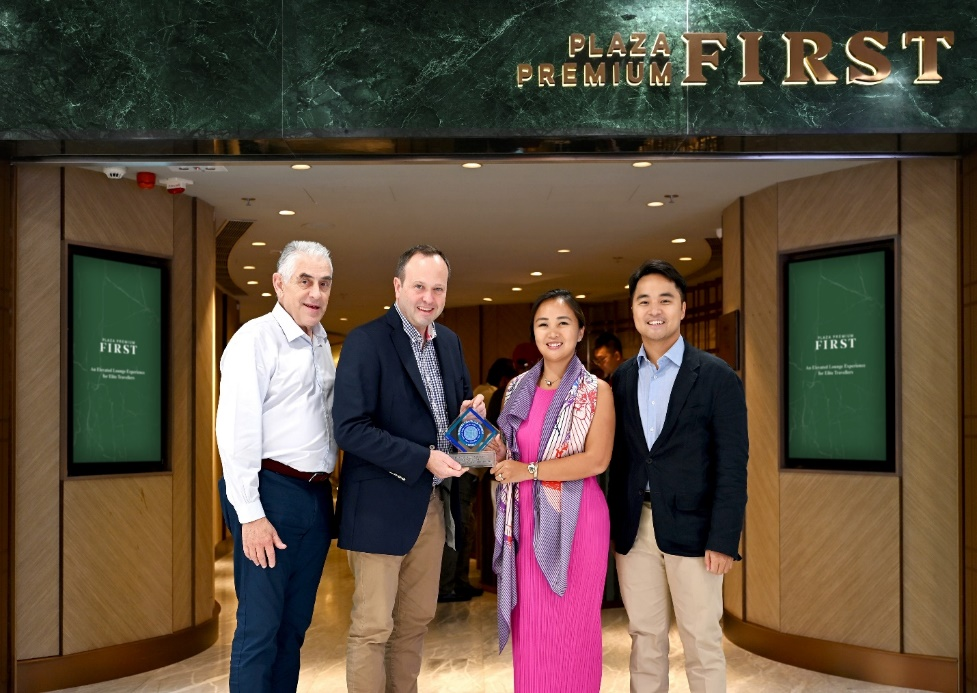 PLAZA
PREMIUM FIRST
PLAZA PREMIUM
FIRST
An Elevated Lounge Experience
for Elite Travellers
PLAZA PREMIUM
FIRST
An Elevated Lounge Experience
for Elite Travellers